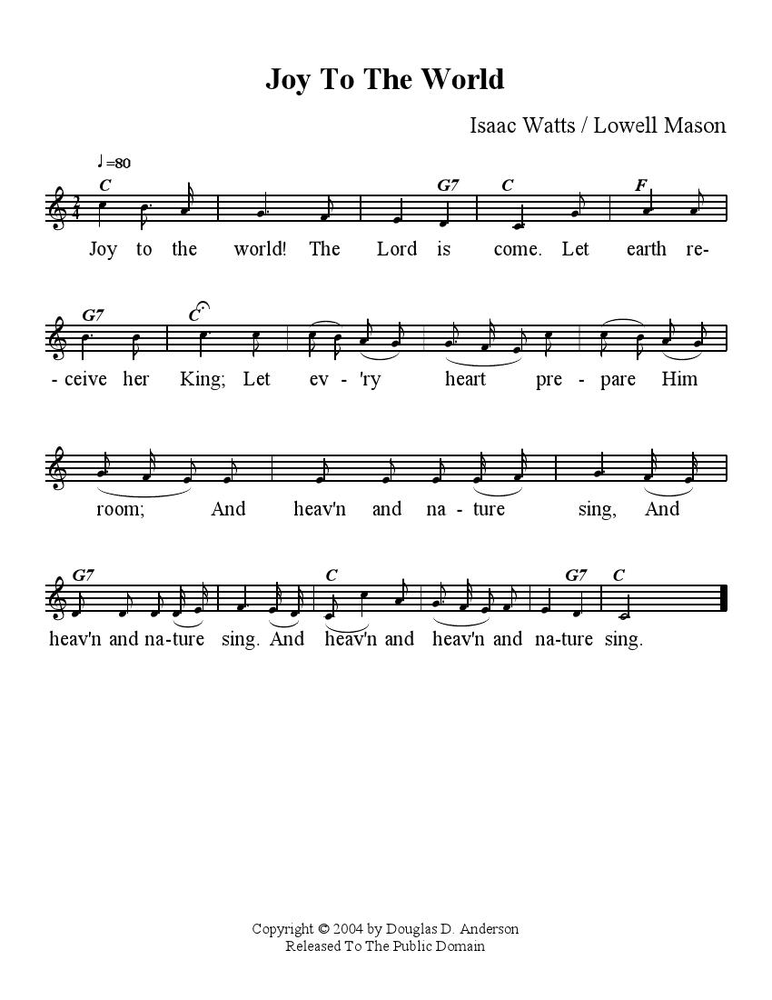 Joy To The World
Isaac Watts / Lowell Mason
♩=80
C G7 C F
2
4
Joy to the world! The Lord is come. Let earth re-
G7 C
- ceive her King; Let ev - 'ry heart pre - pare Him
room; And heav'n and na - ture sing, And
G7 C G7 C
heav'n and na-ture sing. And heav'n and heav'n and na-ture sing.
Copyright © 2004 by Douglas D. Anderson
Released To The Public Domain